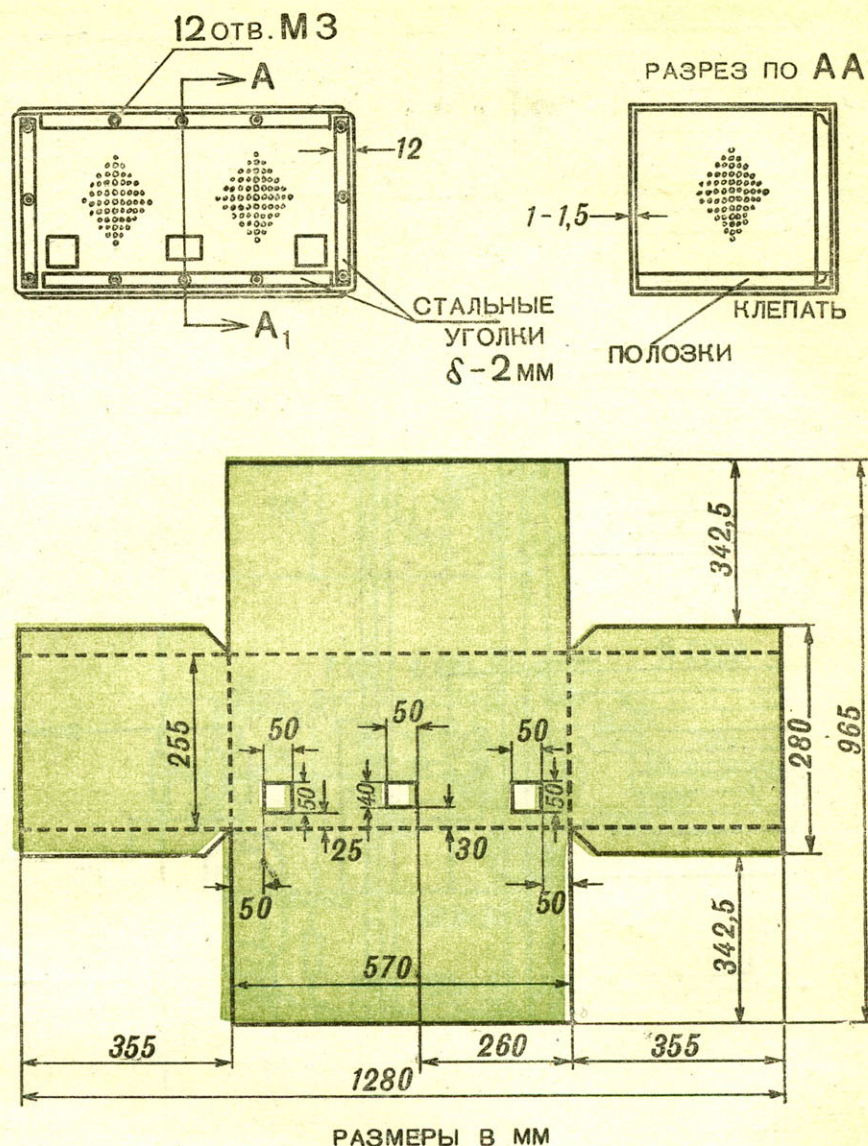 12 ОТВ. М 3
А
РАЗРЕЗ ПО А А
12
1-1,5
А1
СТАЛЬНЫЕ
УГОЛКИ
δ-2 ММ
КЛЕПАТЬ
ПОЛОЗКИ
342,5
50
50
50
255
50
40
50
280
965
25
30
50
50
342,5
570
355
260
355
1280
РАЗМЕРЫ В ММ